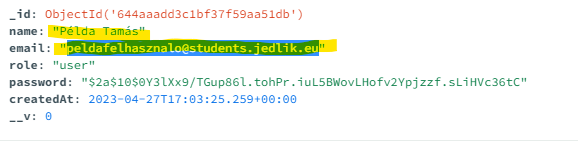 _id: ObjectId('644aaadd3c1bf37f59aa51db')
name: "Példa Tamás"
email: "peldafelhasznalo@students.jedlik.eu"
role: "user"
password: "$2a$10$0Y3lXx9/TGup86l.tohPr.iuL5BWovLHofv2Ypjzzf.sLiHVc36tC"
createdAt: 2023-04-27T17:03:25.259+00:00
__v: 0